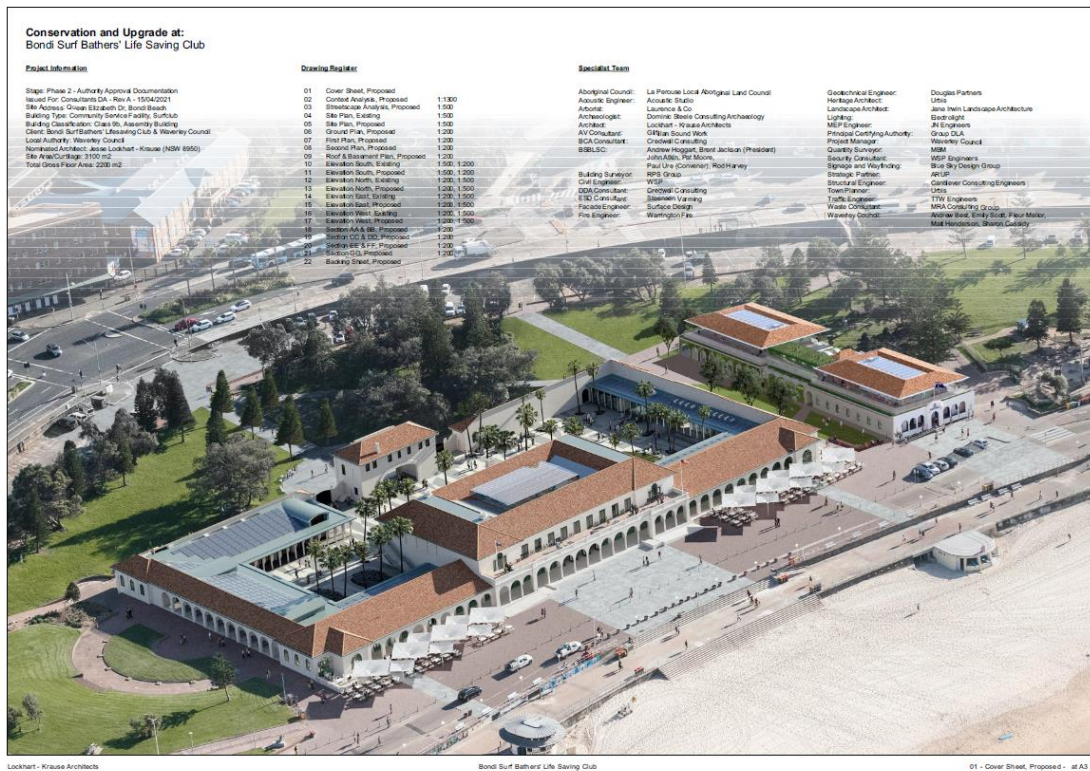 Conservation and Upgrade at:
Bondi Surf Bathers' Life Saving Club
Project Information
Stage: Phase 2 - Authority Approval Documentation
Issued For: Consultants DA - Rev A - 15/04/2021
Site Address: Queen Elizabeth Dr, Bondi Beach
Building Type: Community Service Facility, Surfclub
Building Classification: Class 9b, Assembly Building
Client: Bondi Surf Bathers' Lifesaving Club & Waverley Council
Local Authority: Waverley Council
Nominated Architect: Jesse Lockhart - Krause (NSW 8950)
Site Area/Curtilage: 3100 m2
Total Gross Floor Area: 2200 m2
Drawing Register
01 Cover Sheet, Proposed
02 Context Analysis, Proposed 1:1300
03 Streetscape Analysis, Proposed 1:500
04 Site Plan, Existing 1:500
05 Site Plan, Proposed 1:500
06 Ground Plan, Proposed 1:200
07 First Plan, Proposed 1:200
08 Second Plan, Proposed 1:200
09 Roof & Basement Plan, Proposed 1:200
10 Elevation South, Existing 1:500, 1:200
11 Elevation South, Proposed 1:500, 1:200
12 Elevation North, Existing 1:200, 1:500
13 Elevation North, Proposed 1:200, 1:500
14 Elevation East, Existing 1:200, 1:500
15 Elevation East, Proposed 1:200, 1:500
16 Elevation West, Existing 1:200, 1:500
17 Elevation West, Proposed 1:200, 1:500
18 Section AA & BB, Proposed 1:200
19 Section CC & DD, Proposed 1:200
20 Section EE & FF, Proposed 1:200
21 Section GG, Proposed 1:200
22 Backing Sheet, Proposed
Specialist Team
Aboriginal Council: La Perouse Local Aboriginal Land Council
Acoustic Engineer: Acoustic Studio
Arborist: Laurence & Co
Archaeologist: Dominic Steele Consulting Archaeology
Architect: Lockhart - Krause Architects
AV Consultant: Sound Work
BCA Consultant: Credwell Consulting
BSBLSC: Andrew Hoggart, Brent Jackson (President)
John Atkin, Pat Moore,
Paul Ure (Convener), Rod Harvey
Building Surveyor: RPS Group
Civil Engineer: WSP
DDA Consultant: Credwell Consulting
ESD Consultant: Steensen Varming
Facade Engineer: Surface Design
Fire Engineer: Warrington Fire
Geotechnical Engineer: Douglas Partners
Heritage Architect: Urbis
Landscape Architect: Jane Irwin Landscape Architecture
Lighting: Electrolight
MEP Engineer: JN Engineers
Principal Certifying Authority: Group DLA
Project Manager: Waverley Council
Quantity Surveyor: MBM
Security Consultant: WSP Engineers
Signage and Wayfinding: Blue Sky Design Group
Strategic Partner: ARUP
Structural Engineer: Cantilever Consulting Engineers
Town Planner: Urbis
Traffic Engineer: TTW Engineers
Waste Consultant: MRA Consulting Group
Waverley Council: Andrew Best, Emily Scott, Fleur Mellor,
Matt Henderson, Sharon Cassidy
Lockhart - Krause Architects
Bondi Surf Bathers' Life Saving Club
01 - Cover Sheet, Proposed - at A3